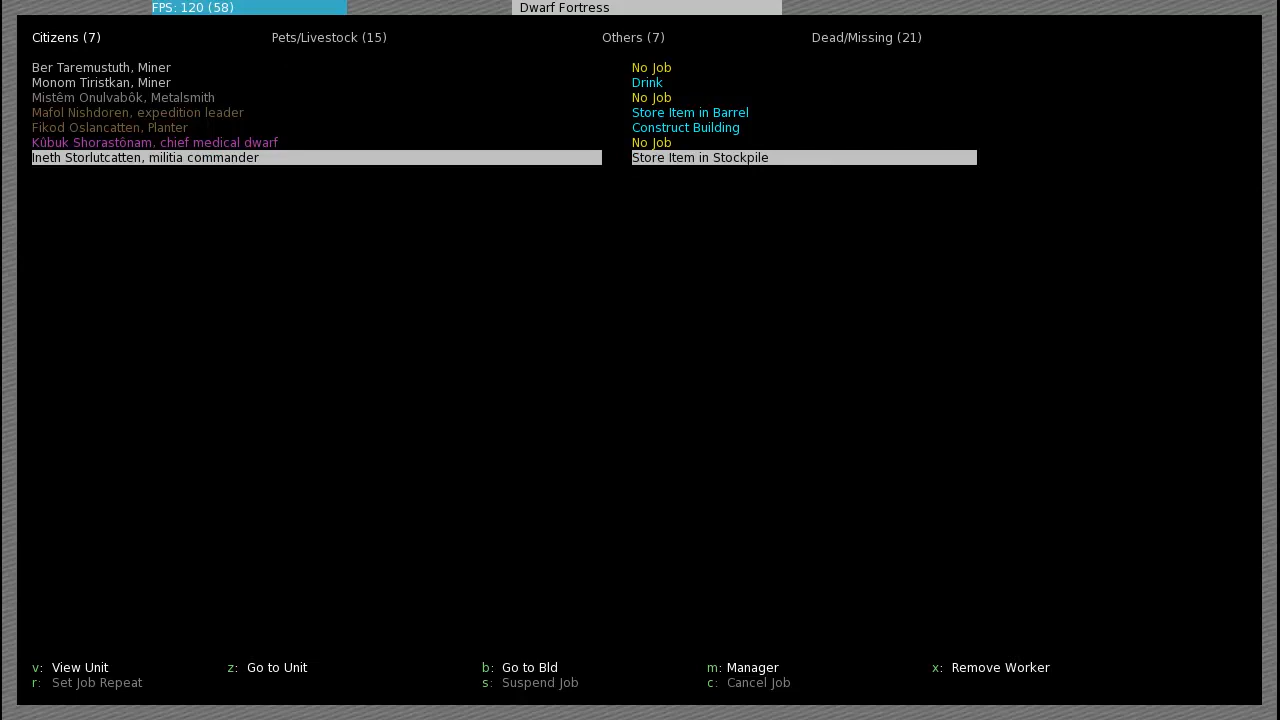 FPS: 120 (58) Dwarf Fortress
Citizens (7) Pets/Livestock (15) Others (7) Dead/Missing (21)
Ber Taremustuth, Miner No Job
Monom Tiristkan, Miner Drink
Mistêm Onulvabôk, Metalsmith No Job
Mafol Nishdoren, expedition leader Store Item in Barrel
Fikod Oslancatten, Planter Construct Building
Kûbuk Shorastônam, chief medical dwarf No Job
Ineth Storlutcatten, militia commander Store Item in Stockpile
v: View Unit z: Go to Unit b: Go to Bld m: Manager x: Remove Worker
r: Set Job Repeat s: Suspend Job c: Cancel Job